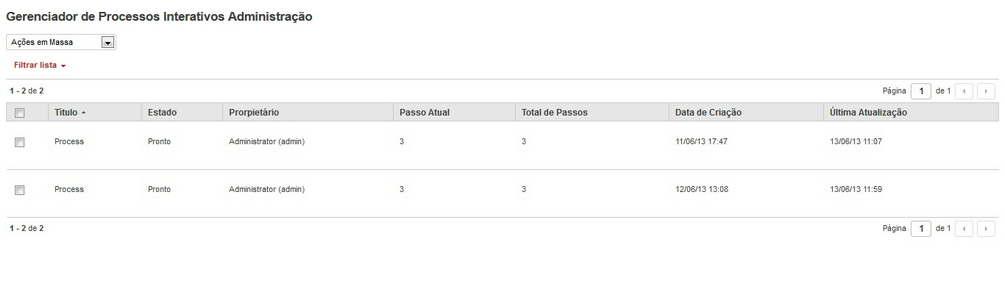 Gerenciador de Processos Interativos Administração
Ações em Massa
Filtrar lista
1 - 2 de 2 Página 1 de 1 ‹ ›
Título Estado Prorpietário Passo Atual Total de Passos Data de Criação Última Atualização
Process Pronto Administrator (admin) 3 3 11/06/13 17:47 13/06/13 11:07
Process Pronto Administrator (admin) 3 3 12/06/13 13:08 13/06/13 11:59
1 - 2 de 2 Página 1 de 1 ‹ ›